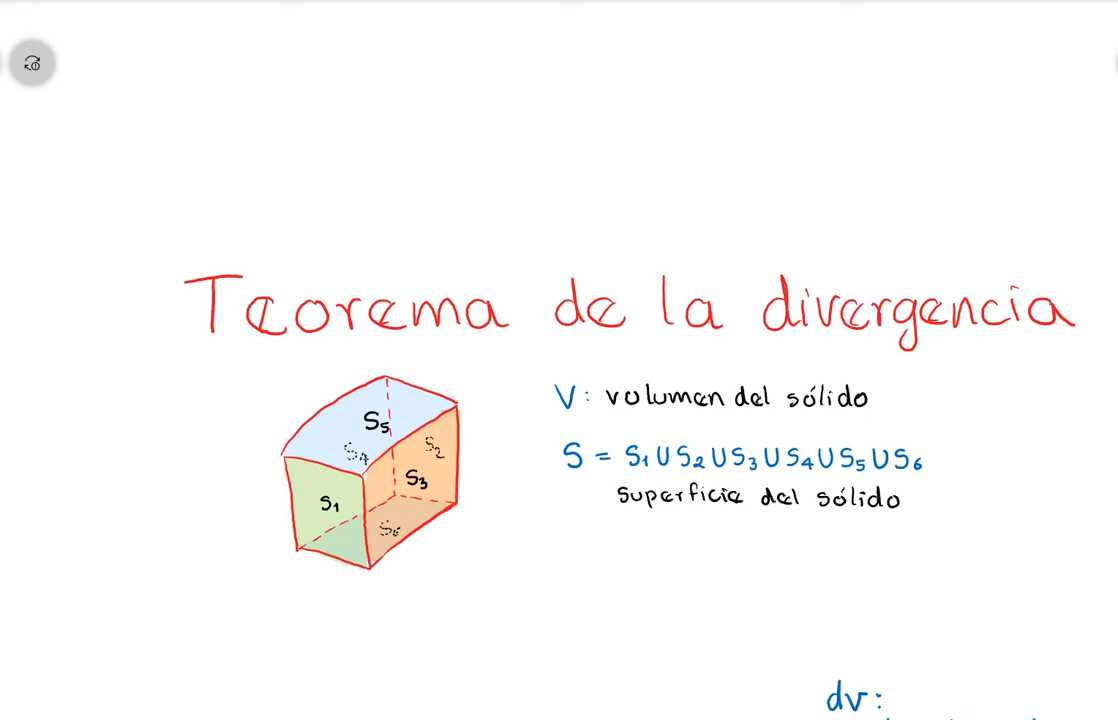 Teorema de la divergencia
V: volumen del sólido
S = S1 U S2 U S3 U S4 U S5 U S6
superficie del sólido
S5
S4
S2
S3
S1
S6
dv: